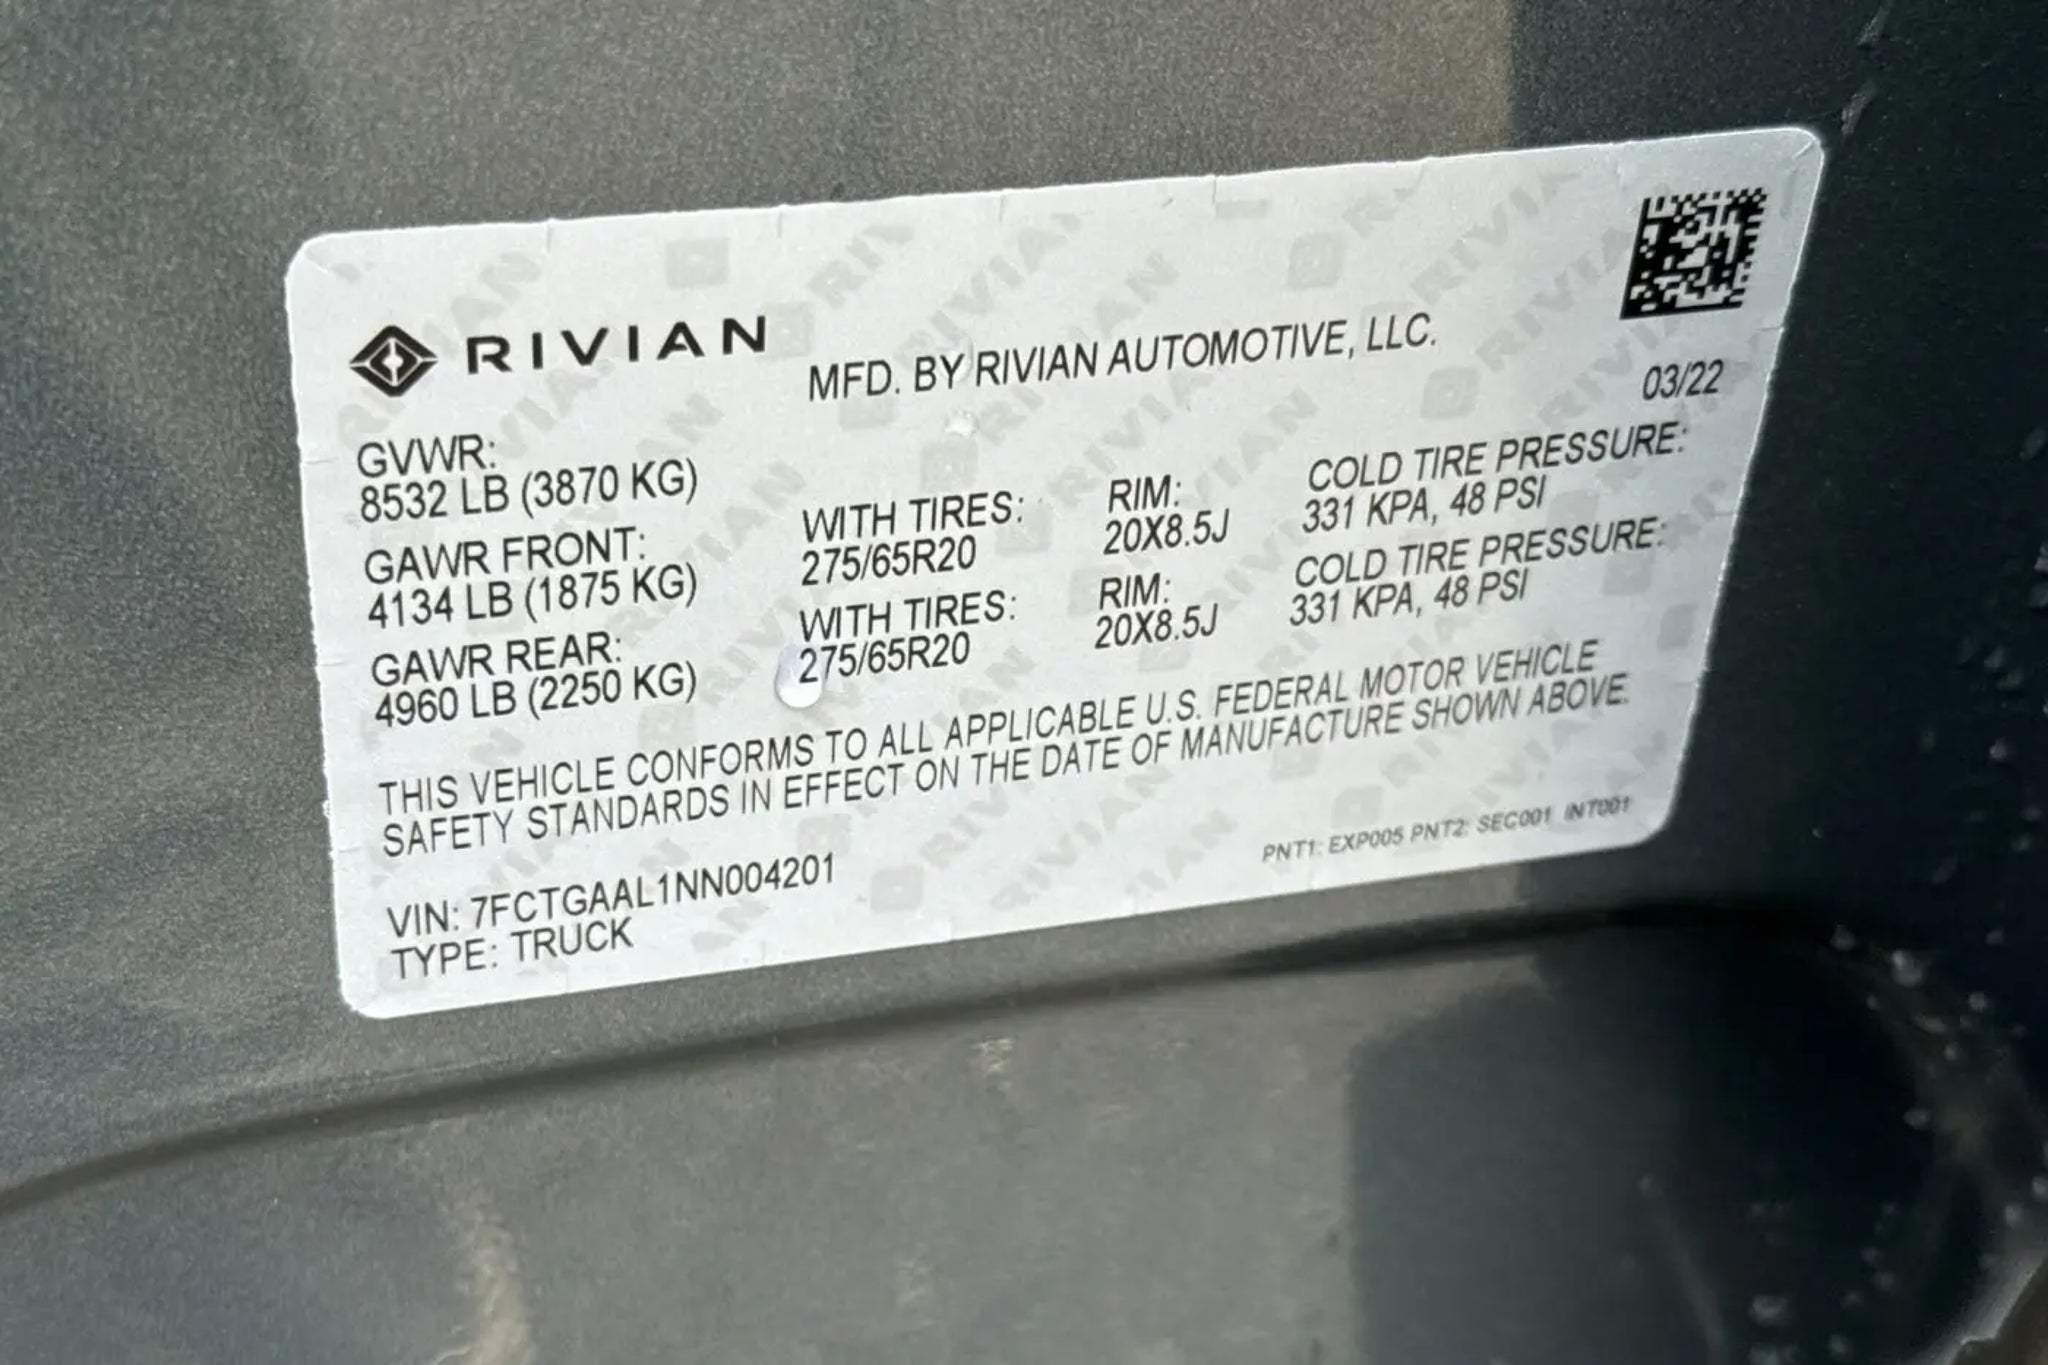 RIVIAN
MFD. BY RIVIAN AUTOMOTIVE, LLC.
03/22
GVWR:
8532 LB (3870 KG)
GAWR FRONT:
4134 LB (1875 KG)
WITH TIRES:
275/65R20
RIM:
20X8.5J
COLD TIRE PRESSURE:
331 KPA, 48 PSI
GAWR REAR:
4960 LB (2250 KG)
WITH TIRES:
275/65R20
RIM:
20X8.5J
COLD TIRE PRESSURE:
331 KPA, 48 PSI
THIS VEHICLE CONFORMS TO ALL APPLICABLE U.S. FEDERAL MOTOR VEHICLE
SAFETY STANDARDS IN EFFECT ON THE DATE OF MANUFACTURE SHOWN ABOVE.
PNT1: EXP005 PNT2: SEC001 INT001
VIN: 7FCTGAAL1NN004201
TYPE: TRUCK